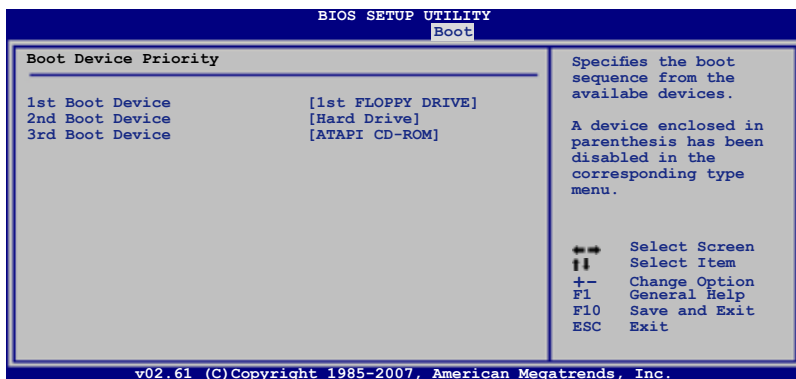 BIOS SETUP UTILITY
Boot
Boot Device Priority
1st Boot Device [1st FLOPPY DRIVE]
2nd Boot Device [Hard Drive]
3rd Boot Device [ATAPI CD-ROM]
Specifies the boot
sequence from the
availabe devices.
A device enclosed in
parenthesis has been
disabled in the
corresponding type
menu.
←→ Select Screen
↑↓ Select Item
+- Change Option
F1 General Help
F10 Save and Exit
ESC Exit
v02.61 (C)Copyright 1985-2007, American Megatrends, Inc.